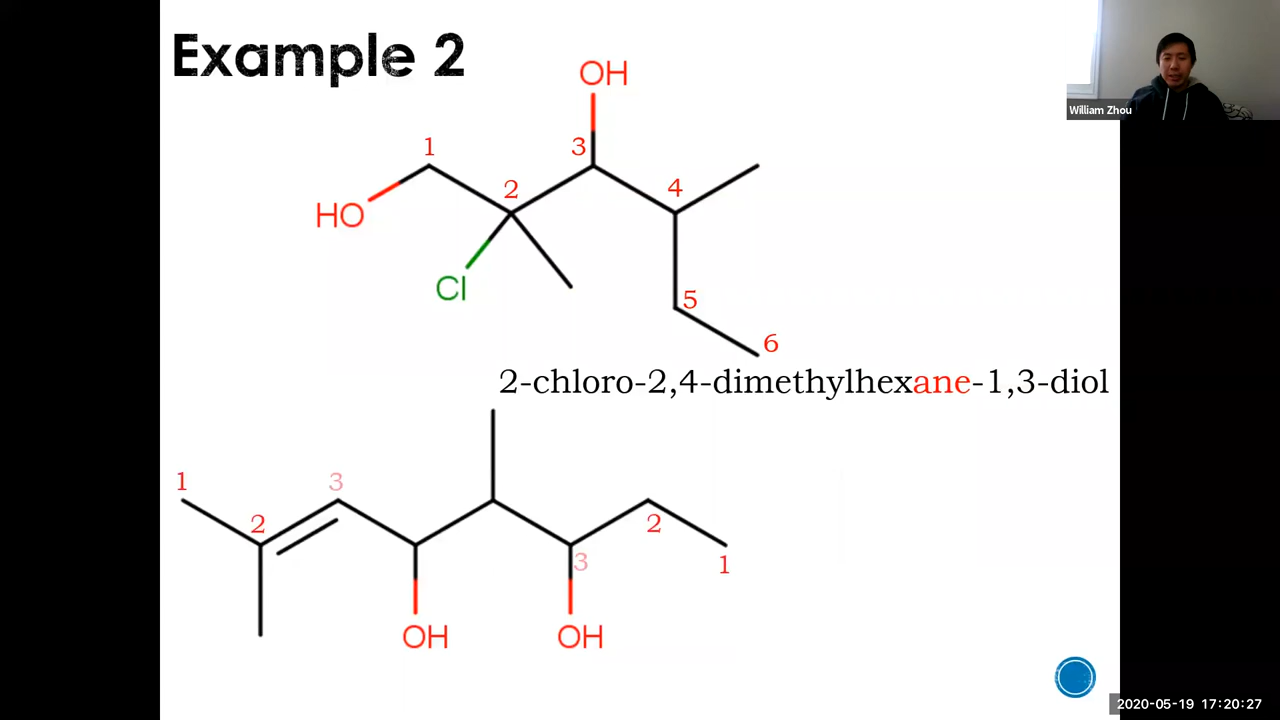 Example 2
William Zhou
OH
1
3
2
4
HO
Cl
5
6
2-chloro-2,4-dimethylhexane-1,3-diol
1
3
2
2
3
1
OH
OH
2020-05-19 17:20:27